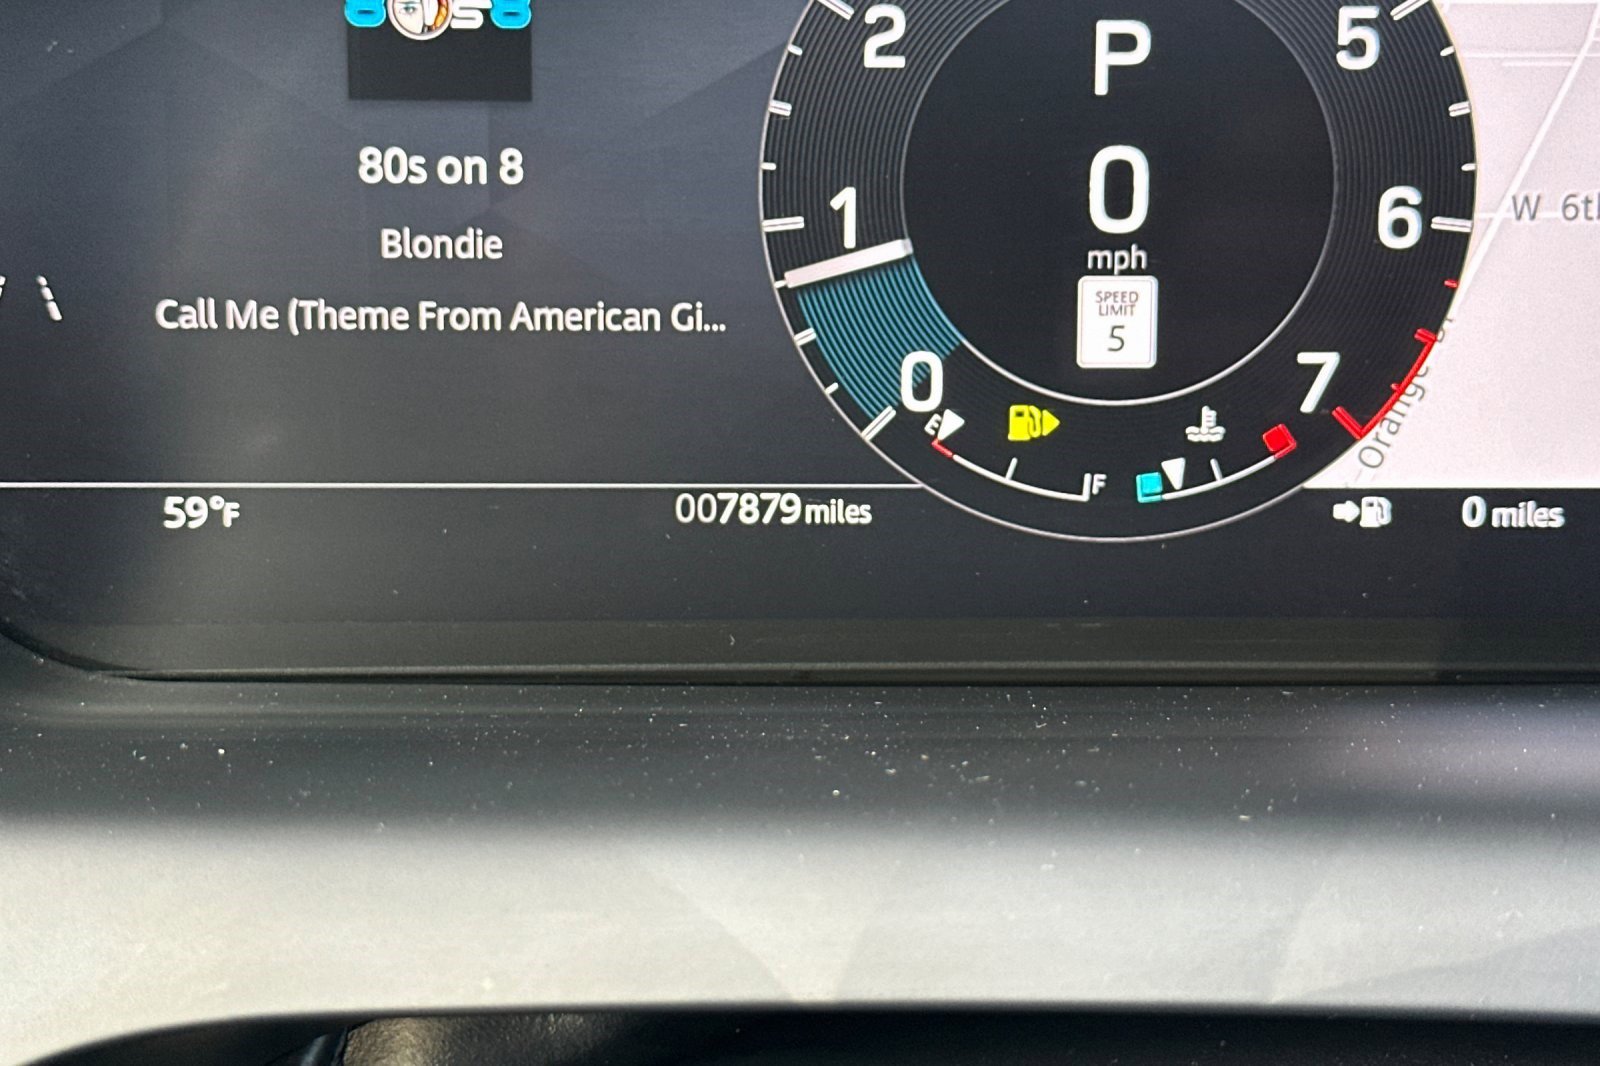 80s8
80s on 8
Blondie
Call Me (Theme From American Gi...
2
1
0
P
0
mph
SPEED
LIMIT
5
5
6
7
E
F
W 6th
Orange
59°F
007879 miles
0 miles